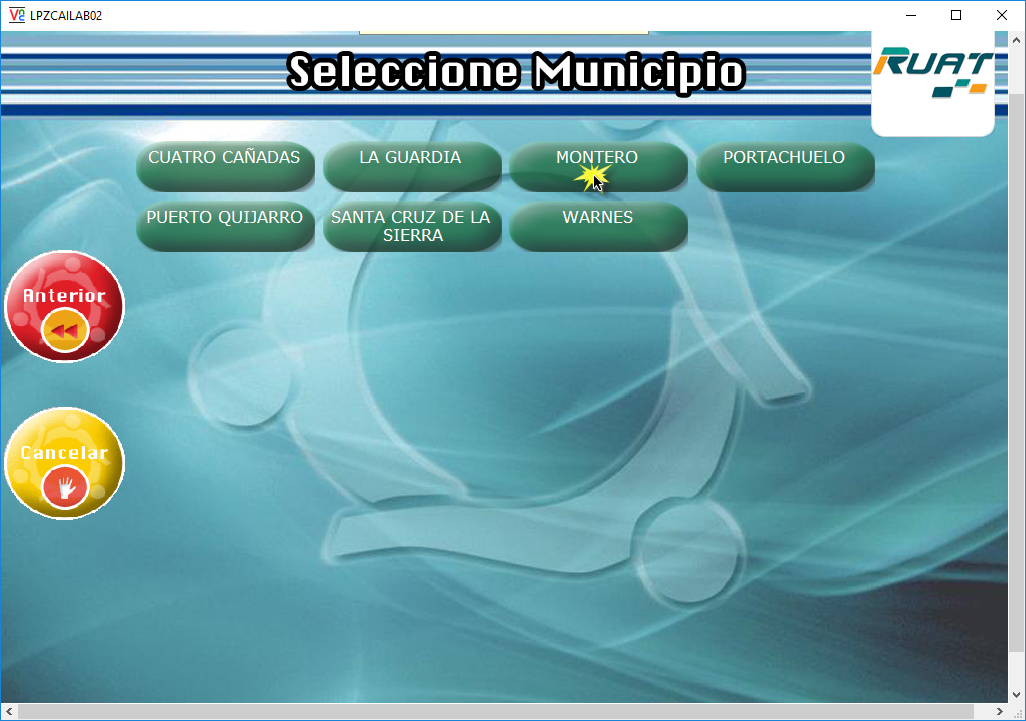 LPZCAILAB02
Seleccione Municipio
RUAT
CUATRO CAÑADAS
LA GUARDIA
MONTERO
PORTACHUELO
PUERTO QUIJARRO
SANTA CRUZ DE LA
SIERRA
WARNES
Anterior
Cancelar